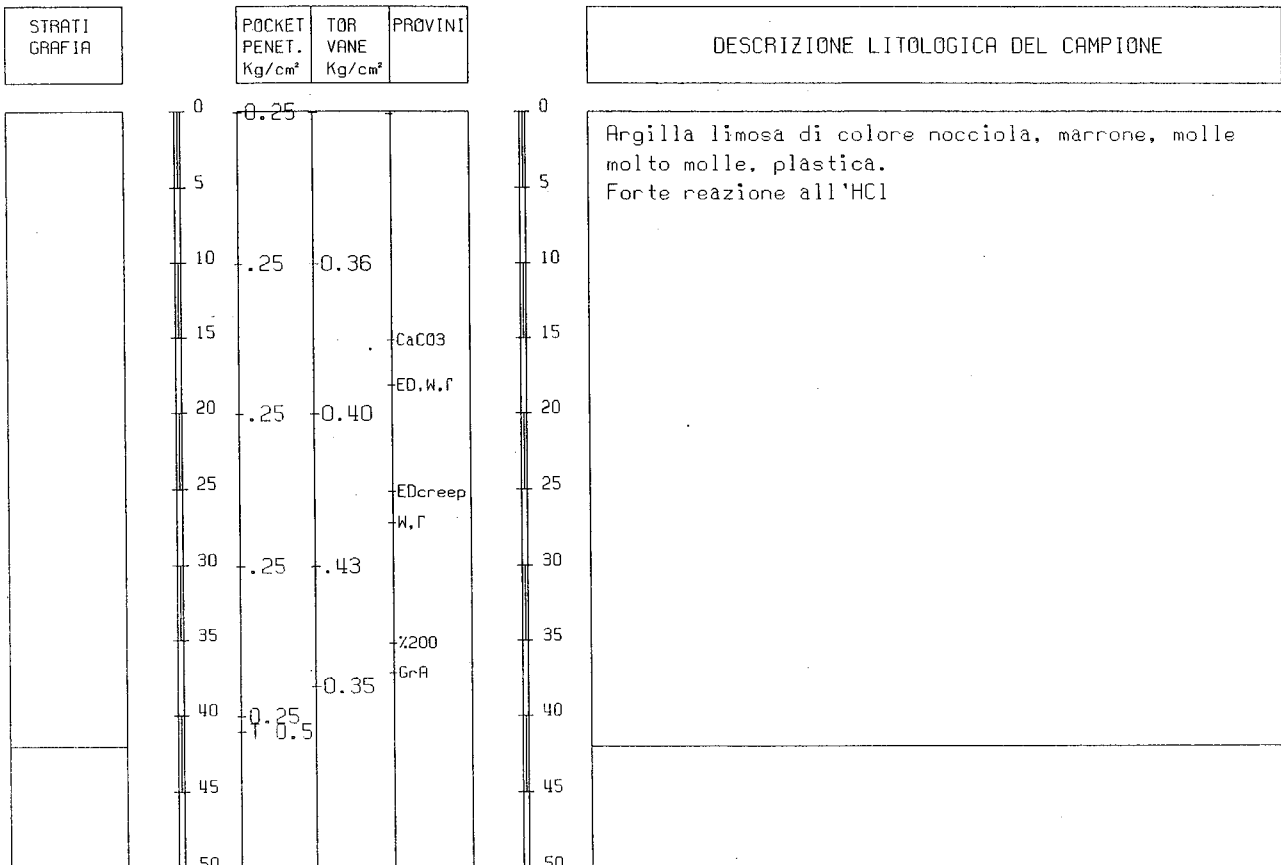 STRATI
GRAFIA
POCKET
PENET.
Kg/cm²
TOR
VANE
Kg/cm²
PROVINI
DESCRIZIONE LITOLOGICA DEL CAMPIONE
0
0.25
0
Argilla limosa di colore nocciola, marrone, molle
molto molle, plastica.
5
5
Forte reazione all'HCl
10
.25
0.36
10
15
CaCO3
15
ED,W,Γ
20
.25
0.40
20
25
EDcreep
25
W,Γ
30
.25
.43
30
35
%200
35
GrA
0.35
40
0.25
40
T 0.5
45
45
50
50